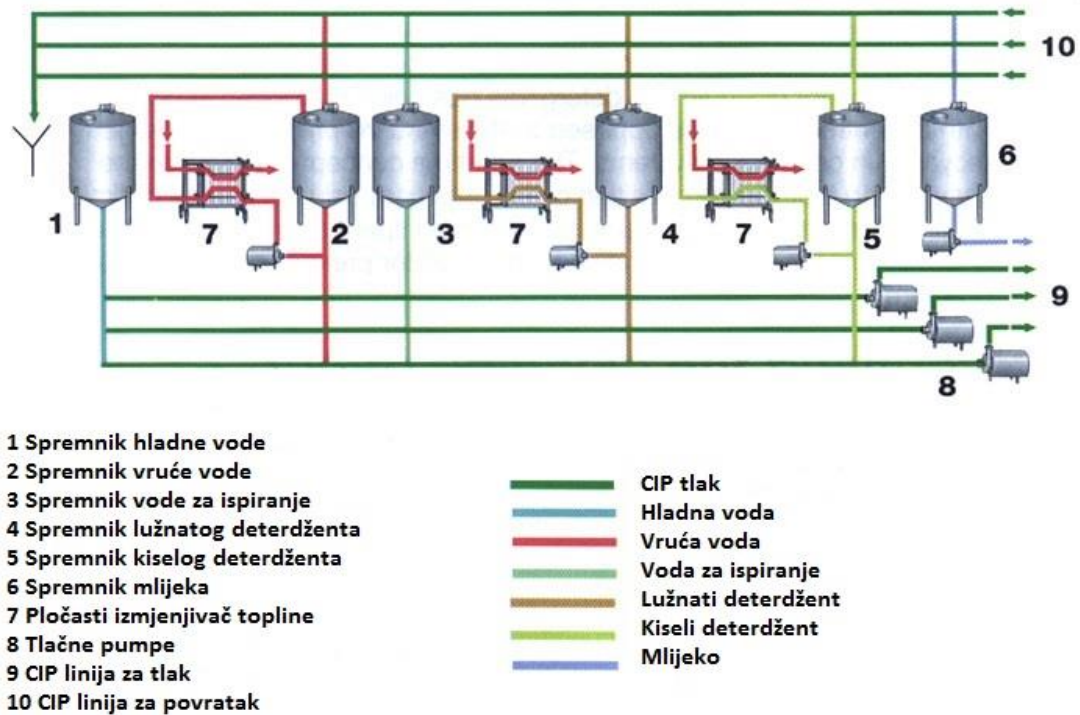 10
1
7
2
3
7
4
7
5
6
9
8
1 Spremnik hladne vode
2 Spremnik vruće vode
3 Spremnik vode za ispiranje
4 Spremnik lužnatog deterdženta
5 Spremnik kiselog deterdženta
6 Spremnik mlijeka
7 Pločasti izmjenjivač topline
8 Tlačne pumpe
9 CIP linija za tlak
10 CIP linija za povratak
CIP tlak
Hladna voda
Vruća voda
Voda za ispiranje
Lužnati deterdžent
Kiseli deterdžent
Mlijeko